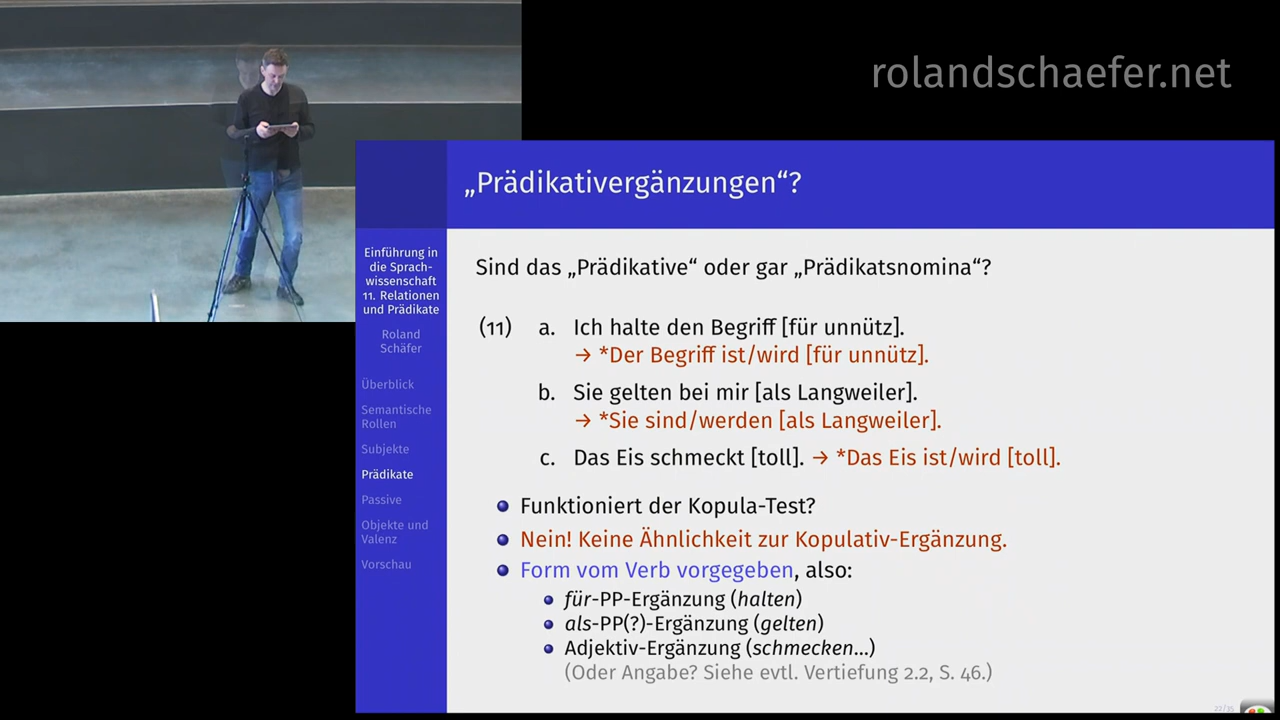 rolandschaefer.net
„Prädikativergänzungen“?
Einführung in
die Sprach-
wissenschaft
11. Relationen
und Prädikate
Roland
Schäfer
Überblick
Semantische
Rollen
Subjekte
Prädikate
Passive
Objekte und
Valenz
Vorschau
Sind das „Prädikative“ oder gar „Prädikatsnomina“?
(11) a. Ich halte den Begriff [für unnütz].
→ *Der Begriff ist/wird [für unnütz].
b. Sie gelten bei mir [als Langweiler].
→ *Sie sind/werden [als Langweiler].
c. Das Eis schmeckt [toll]. → *Das Eis ist/wird [toll].
Funktioniert der Kopula-Test?
Nein! Keine Ähnlichkeit zur Kopulativ-Ergänzung.
Form vom Verb vorgegeben, also:
für-PP-Ergänzung (halten)
als-PP(?)-Ergänzung (gelten)
Adjektiv-Ergänzung (schmecken...)
(Oder Angabe? Siehe evtl. Vertiefung 2.2, S. 46.)